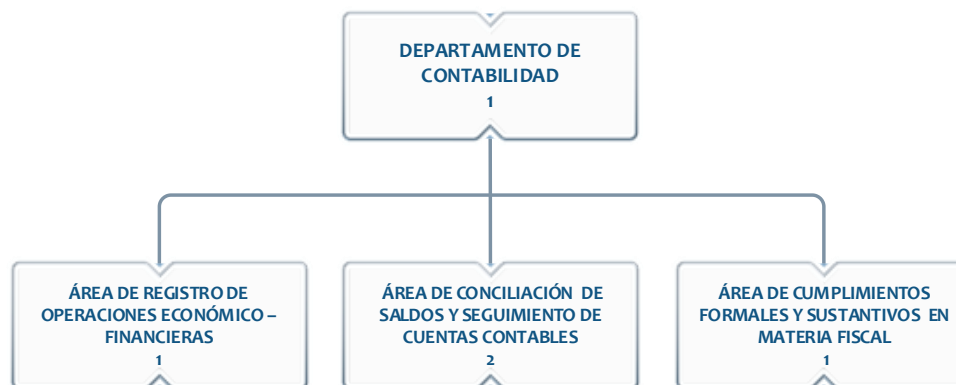 DEPARTAMENTO DE
CONTABILIDAD
1
ÁREA DE REGISTRO DE
OPERACIONES ECONÓMICO –
FINANCIERAS
1
ÁREA DE CONCILIACIÓN DE
SALDOS Y SEGUIMIENTO DE
CUENTAS CONTABLES
2
ÁREA DE CUMPLIMIENTOS
FORMALES Y SUSTANTIVOS EN
MATERIA FISCAL
1